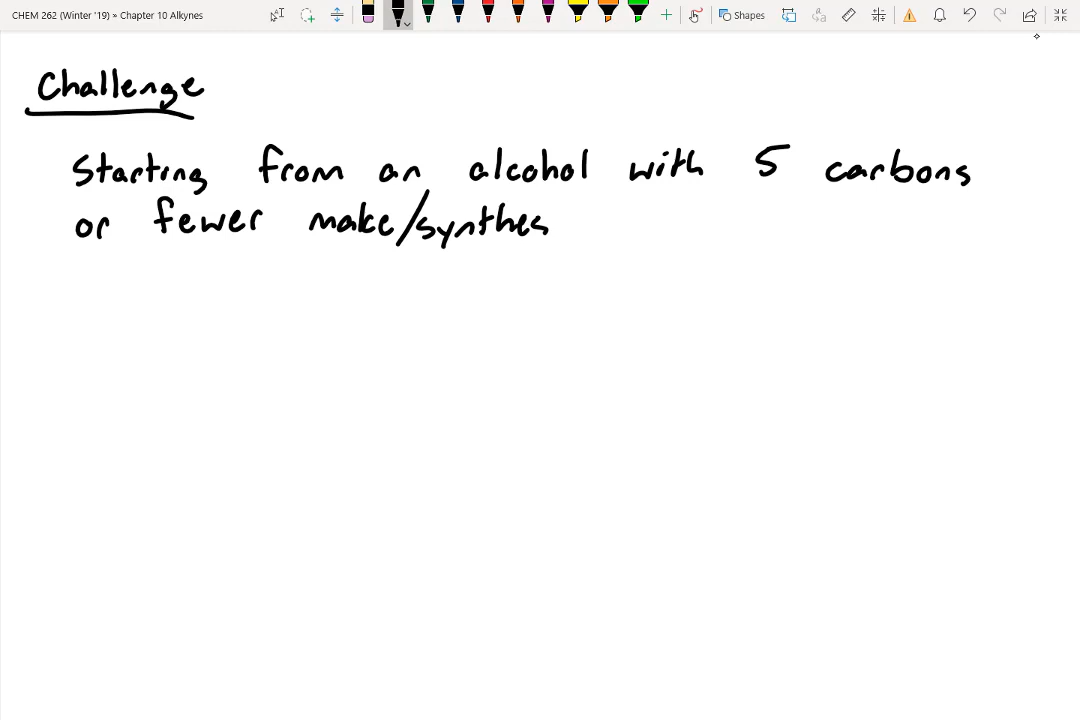 CHEM 262 (Winter '19) » Chapter 10 Alkynes
Shapes
Challenge
Starting from an alcohol with 5 carbons
or fewer make/synthes